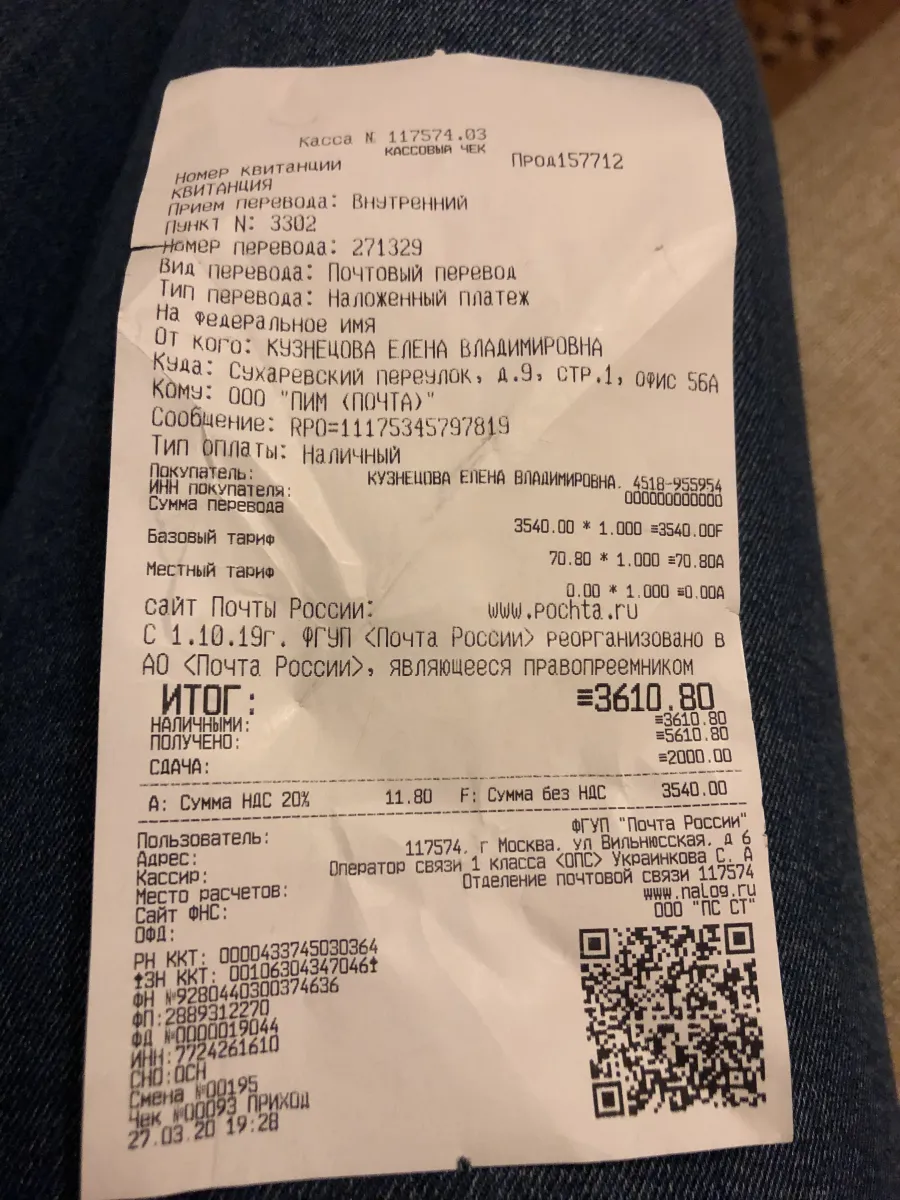 Касса № 117574.03
КАССОВЫЙ ЧЕК
Номер квитанции Прод157712
КВИТАНЦИЯ
Прием перевода: Внутренний
Пункт N: 3302
Номер перевода: 271329
Вид перевода: Почтовый перевод
Тип перевода: Наложенный платеж
На федеральное имя
От кого: КУЗНЕЦОВА ЕЛЕНА ВЛАДИМИРОВНА
Куда: Сухаревский переулок, д.9, СТР.1, ОФИС 56А
Кому: ООО "ПИМ (ПОЧТА)"
Сообщение: RPO=11175345797819
Тип оплаты: Наличный
Покупатель: КУЗНЕЦОВА ЕЛЕНА ВЛАДИМИРОВНА. 4518-955954
ИНН покупателя: 000000000000
Сумма перевода
3540.00 * 1.000 =3540.00F
Базовый тариф
70.80 * 1.000 =70.80A
Местный тариф
0.00 * 1.000 =0.00A
сайт Почты России: www.pochta.ru
С 1.10.19г. ФГУП <Почта России> реорганизовано в
АО <Почта России>, являющееся правопреемником
ИТОГ: =3610.80
НАЛИЧНЫМИ: =3610.80
ПОЛУЧЕНО: =5610.80
СДАЧА: =2000.00
А: Сумма НДС 20% 11.80 F: Сумма без НДС 3540.00
Пользователь: ФГУП "Почта России"
Адрес: 117574. г Москва. ул Вильнюсская. д 6
Кассир: Оператор связи 1 класса <ОПС> Украинкова С. А
Место расчетов: Отделение почтовой связи 117574
Сайт ФНС: www.nalog.ru
ОФД: ООО "ПС СТ"
РН ККТ: 0000433745030364
↑ЗН ККТ: 00106304347046↑
ФН №9280440300374636
ФП:2889312270
ФД №0000019044
ИНН:7724261610
СНО:ОСН
Смена №00195
Чек №00093 ПРИХОД
27.03.20 19:28